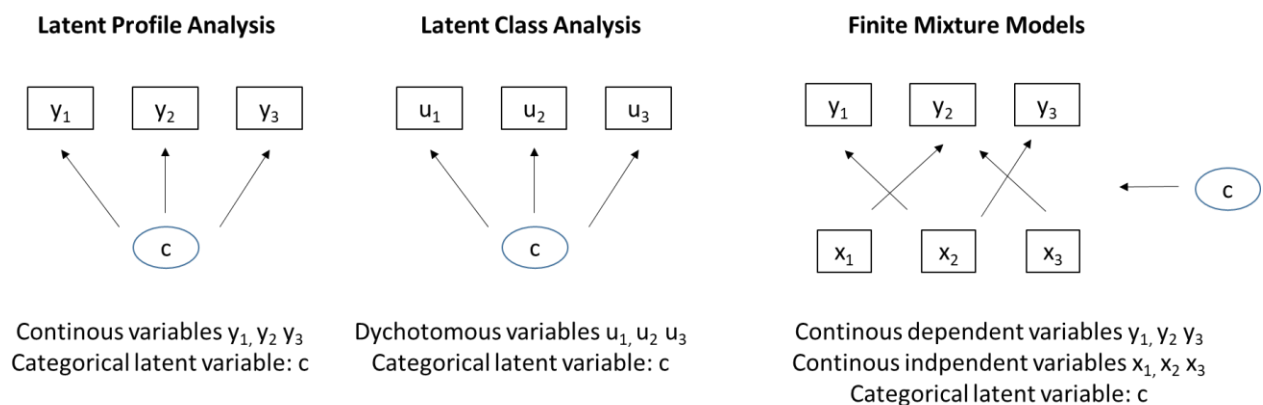 Latent Profile Analysis
y₁ y₂ y₃
c
Continous variables y₁, y₂ y₃
Categorical latent variable: c
Latent Class Analysis
u₁ u₂ u₃
c
Dychotomous variables u₁, u₂ u₃
Categorical latent variable: c
Finite Mixture Models
y₁ y₂ y₃
c
x₁ x₂ x₃
Continous dependent variables y₁, y₂ y₃
Continous indpendent variables x₁, x₂ x₃
Categorical latent variable: c